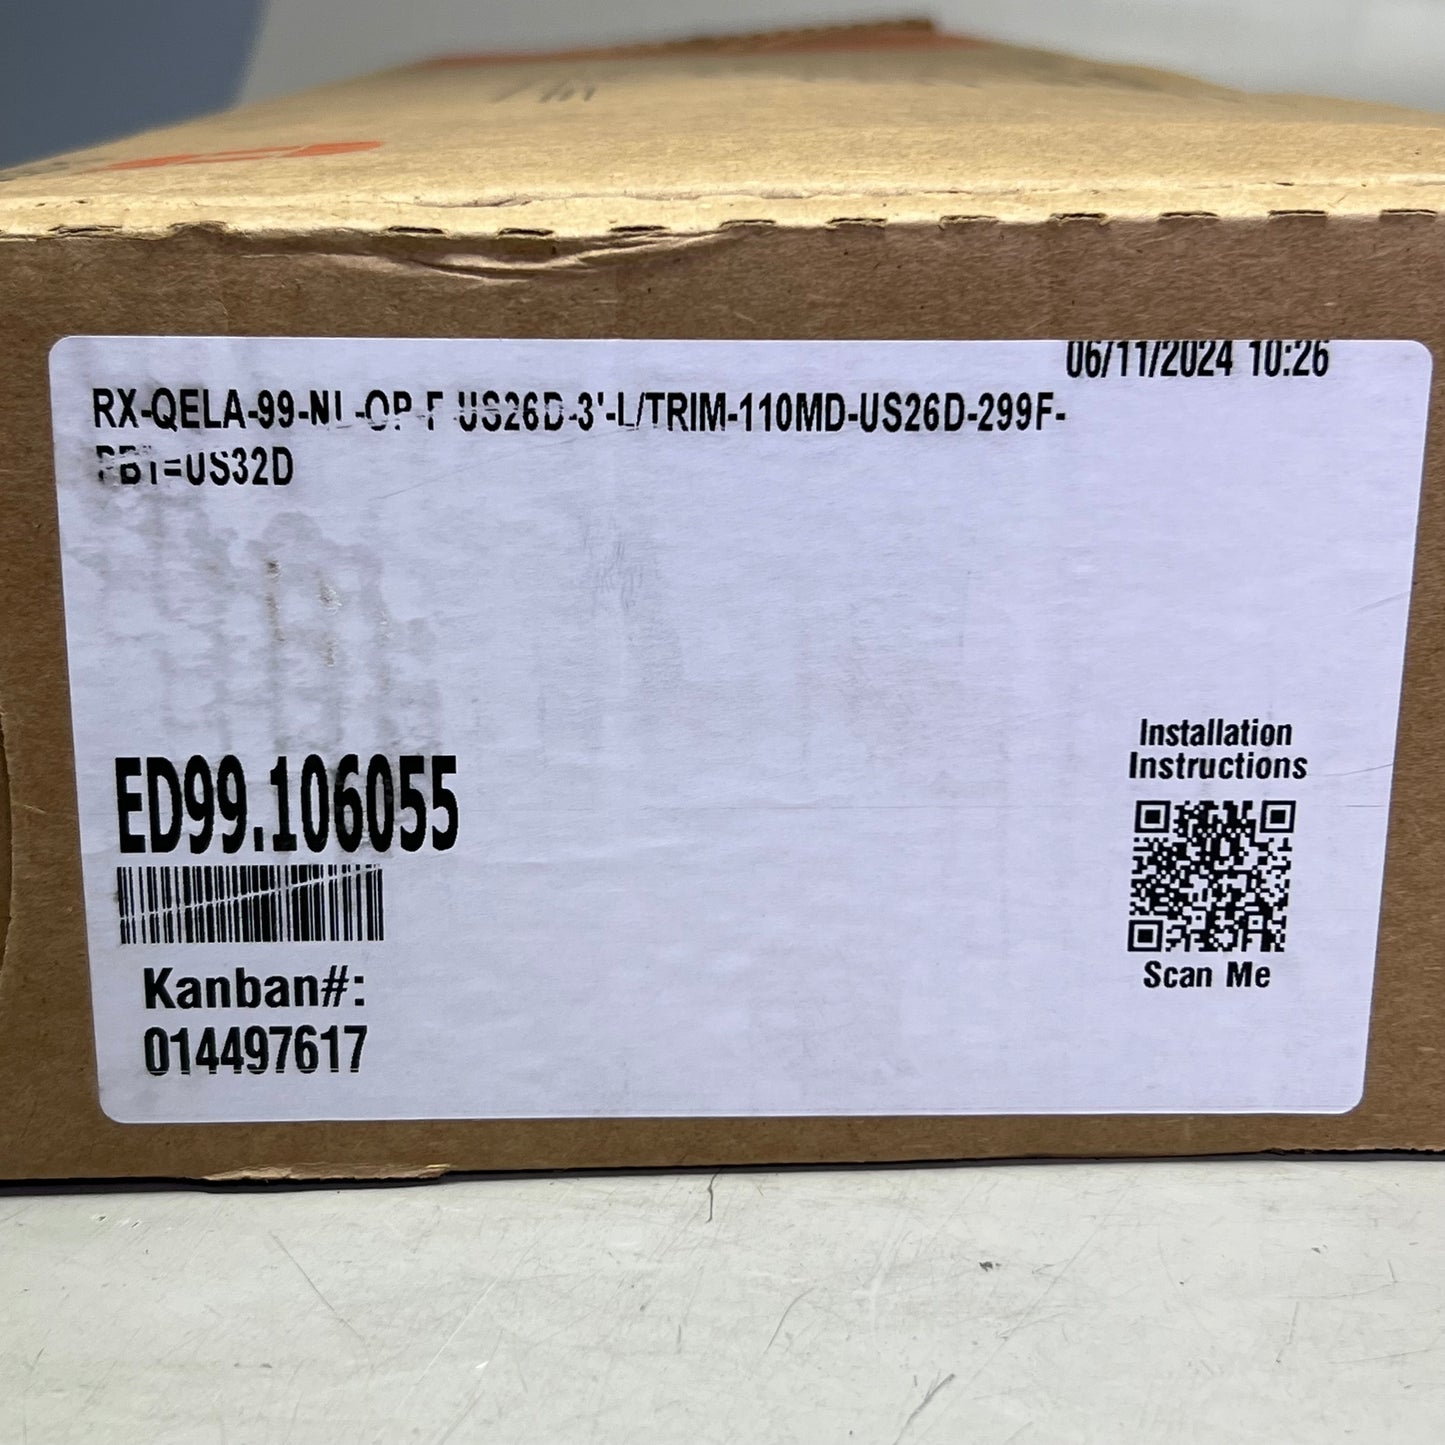 06/11/2024 10:26
RX-QELA-99-NL-OP-F-US26D-3'-L/TRIM-110MD-US26D-299F-
PBT=US32D
ED99.106055
Kanban#:
014497617
Installation
Instructions
Scan Me